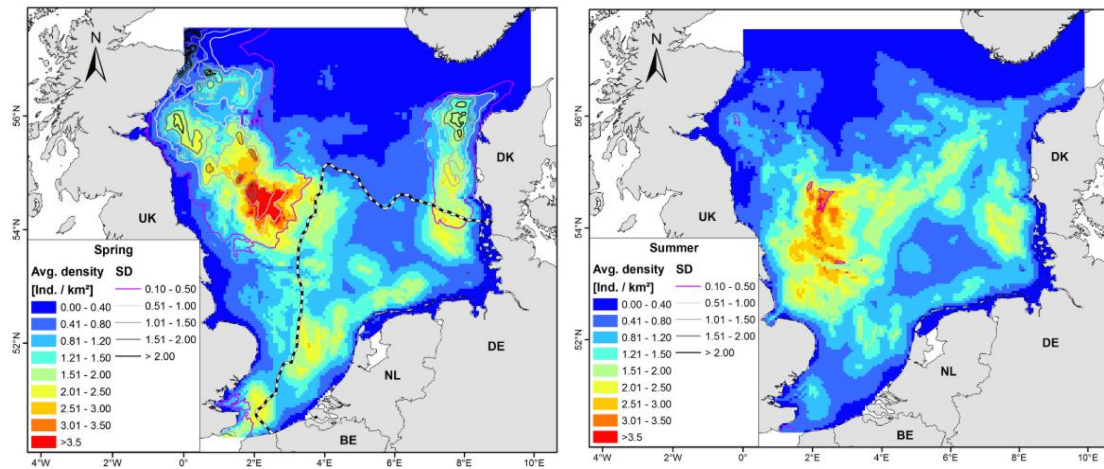 N
56°N
54°N
52°N
UK
DK
DE
NL
BE
Spring
Avg. density SD
[Ind. / km²]
0.00 - 0.40
0.41 - 0.80
0.81 - 1.20
1.21 - 1.50
1.51 - 2.00
2.01 - 2.50
2.51 - 3.00
3.01 - 3.50
>3.5
0.10 - 0.50
0.51 - 1.00
1.01 - 1.50
1.51 - 2.00
> 2.00
4°W 2°W 0° 2°E 4°E 6°E 8°E 10°E
N
56°N
54°N
52°N
UK
DK
DE
NL
BE
Summer
Avg. density SD
[Ind. / km²]
0.00 - 0.40
0.41 - 0.80
0.81 - 1.20
1.21 - 1.50
1.51 - 2.00
2.01 - 2.50
2.51 - 3.00
3.01 - 3.50
>3.5
0.10 - 0.50
0.51 - 1.00
1.01 - 1.50
1.51 - 2.00
> 2.00
4°W 2°W 0° 2°E 4°E 6°E 8°E 10°E